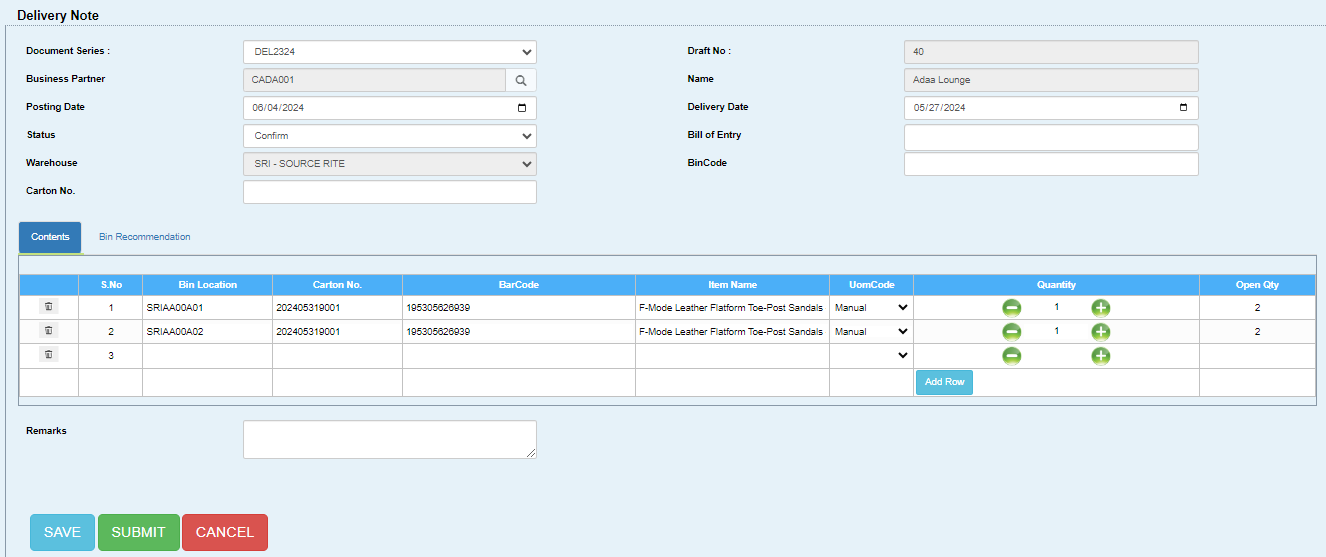 Delivery Note
Document Series : DEL2324 Draft No : 40
Business Partner CADA001 Name Adaa Lounge
Posting Date 06/04/2024 Delivery Date 05/27/2024
Status Confirm Bill of Entry
Warehouse SRI - SOURCE RITE BinCode
Carton No.
Contents Bin Recommendation
S.No Bin Location Carton No. BarCode Item Name UomCode Quantity Open Qty
1 SRIAA00A01 202405319001 195305626939 F-Mode Leather Flatform Toe-Post Sandals Manual 1 2
2 SRIAA00A02 202405319001 195305626939 F-Mode Leather Flatform Toe-Post Sandals Manual 1 2
3
Add Row
Remarks
SAVE SUBMIT CANCEL